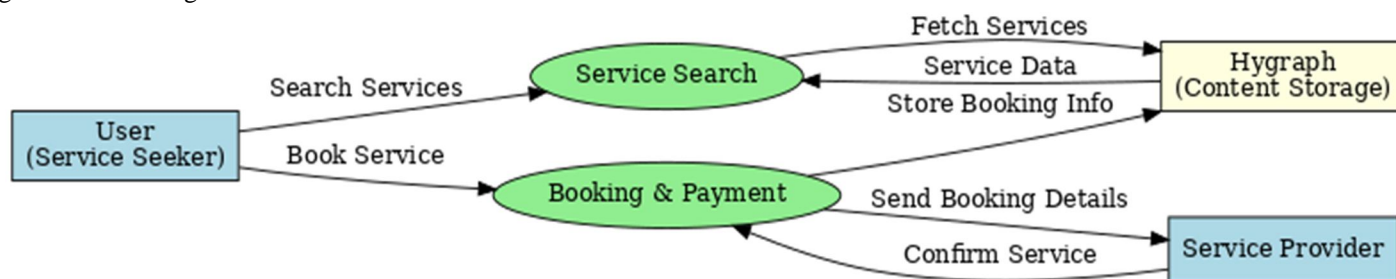 Fetch Services
Service Search
Service Data
Hygraph
(Content Storage)
Search Services
Store Booking Info
User
(Service Seeker)
Book Service
Booking & Payment
Send Booking Details
Confirm Service
Service Provider